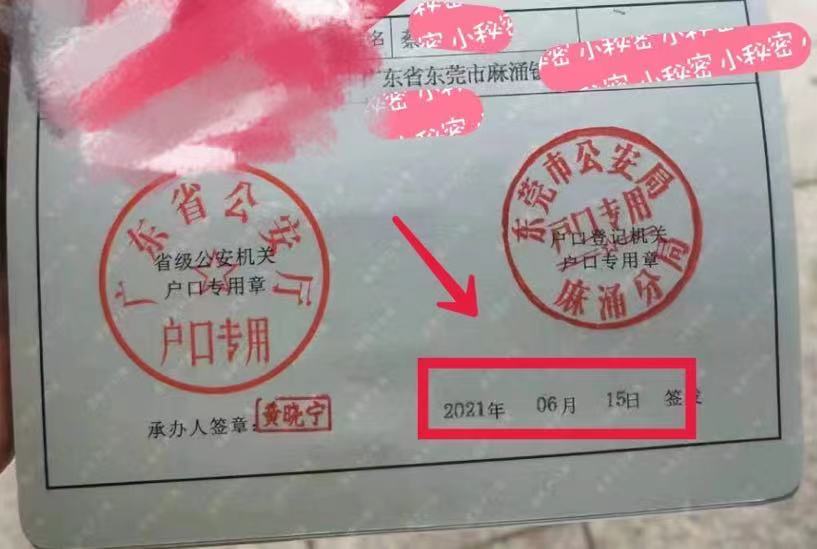 名 桑
小秘密
密 小秘密
密 小秘密 小秘密
小秘密 小秘密
广东省东莞市麻涌镇
密 小秘
小秘密
广东省公安厅
省级公安机关
户口专用章
户口专用
东莞市公安局
户口专用
户口登记机关
户口专用章
麻涌分局
承办人签章:黄晓宁
2021年 06月 15日 签发